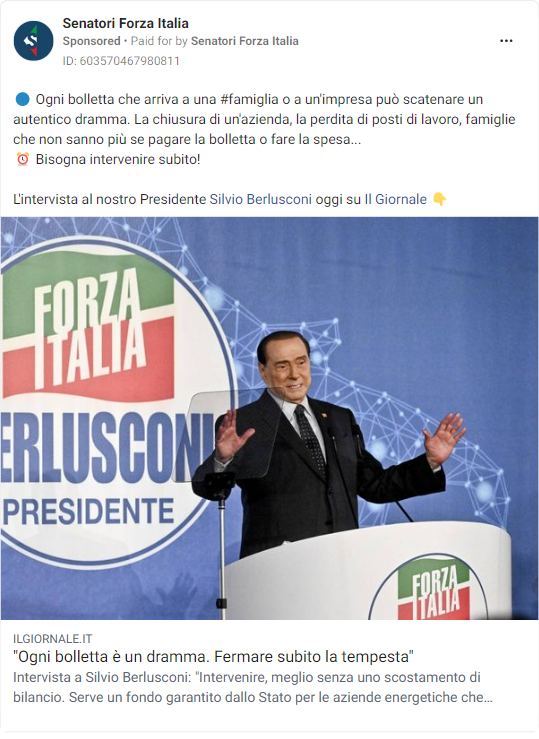 Senatori Forza Italia
Sponsored • Paid for by Senatori Forza Italia
ID: 603570467980811
🔵 Ogni bolletta che arriva a una #famiglia o a un'impresa può scatenare un
autentico dramma. La chiusura di un'azienda, la perdita di posti di lavoro, famiglie
che non sanno più se pagare la bolletta o fare la spesa...
⏰ Bisogna intervenire subito!
L'intervista al nostro Presidente Silvio Berlusconi oggi su Il Giornale 👇
FORZA
ITALIA
ERLUSCONI
PRESIDENTE
FORZA
ITALIA
ILGIORNALE.IT
"Ogni bolletta è un dramma. Fermare subito la tempesta"
Intervista a Silvio Berlusconi: "Intervenire, meglio senza uno scostamento di
bilancio. Serve un fondo garantito dallo Stato per le aziende energetiche che…